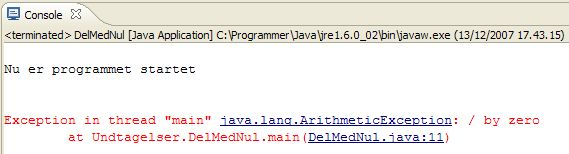 Console
<terminated> DelMedNul [Java Application] C:\Programmer\Java\jre1.6.0_02\bin\javaw.exe (13/12/2007 17.43.15)
Nu er programmet startet
Exception in thread "main" java.lang.ArithmeticException: / by zero
at Undtagelser.DelMedNul.main(DelMedNul.java:11)